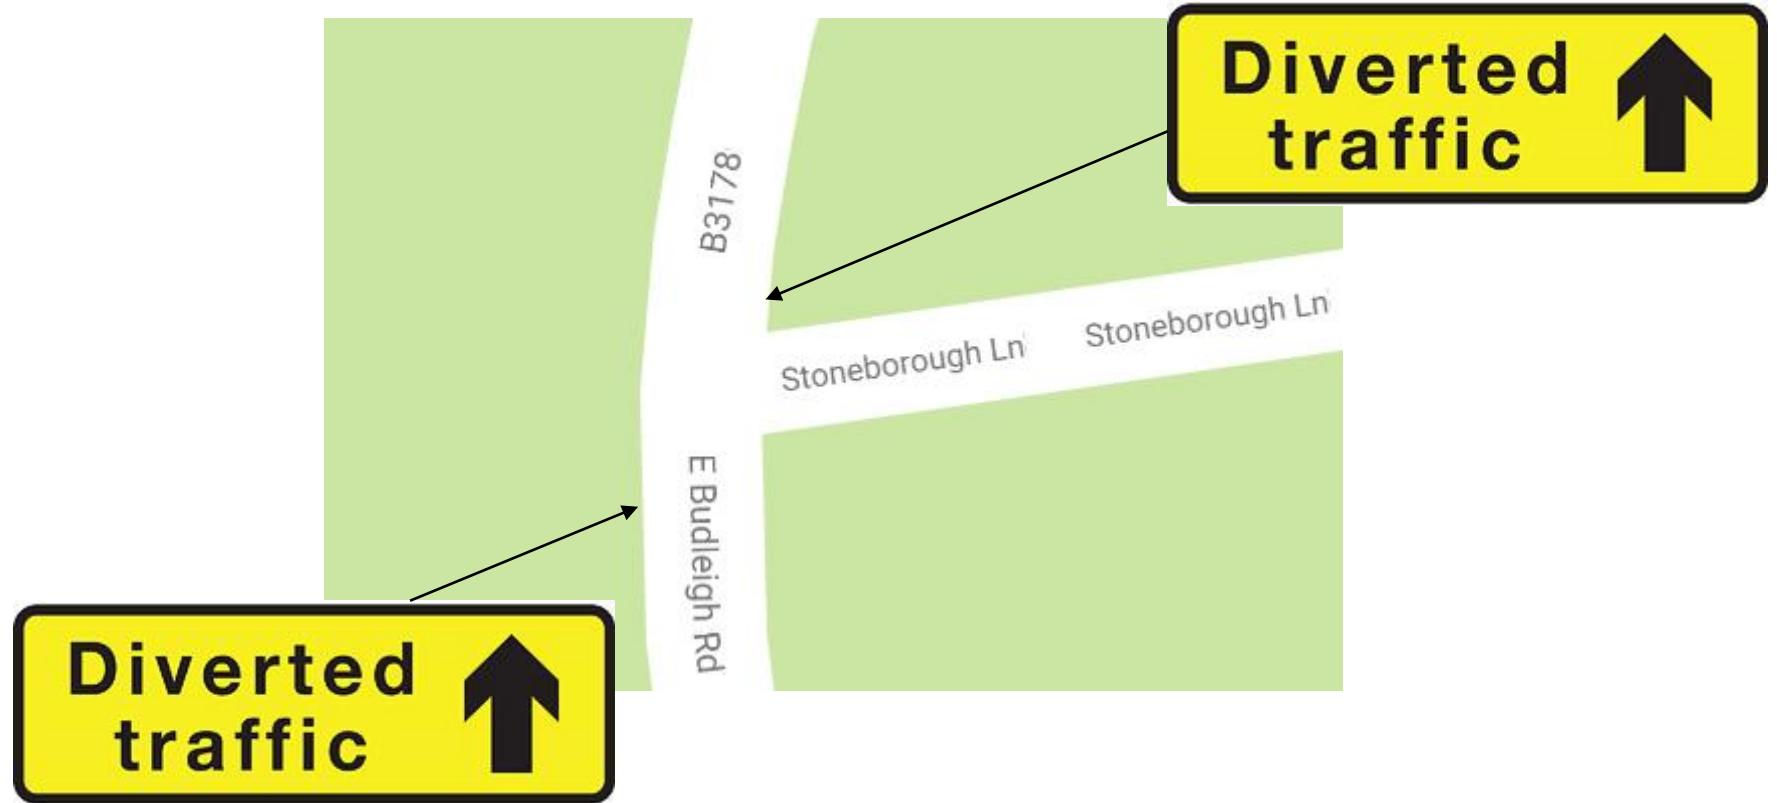 Diverted
traffic
B3178
Stoneborough Ln
Stoneborough Ln
E Budleigh Rd
Diverted
traffic